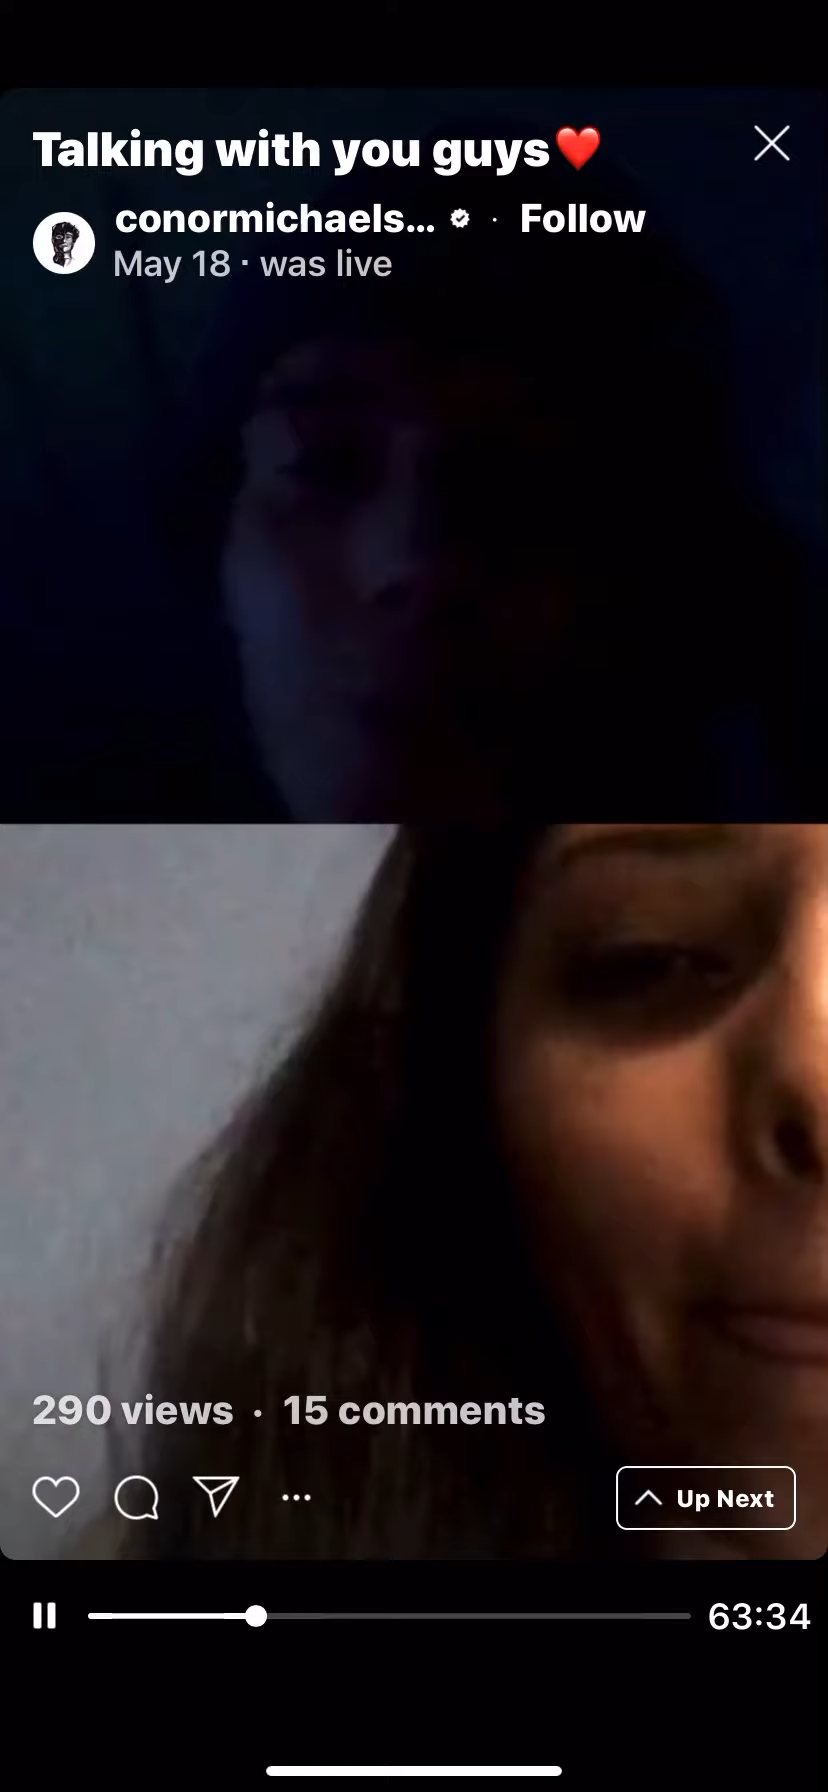 Talking with you guys❤️
conormichaels... · Follow
May 18 · was live
290 views · 15 comments
Up Next
63:34